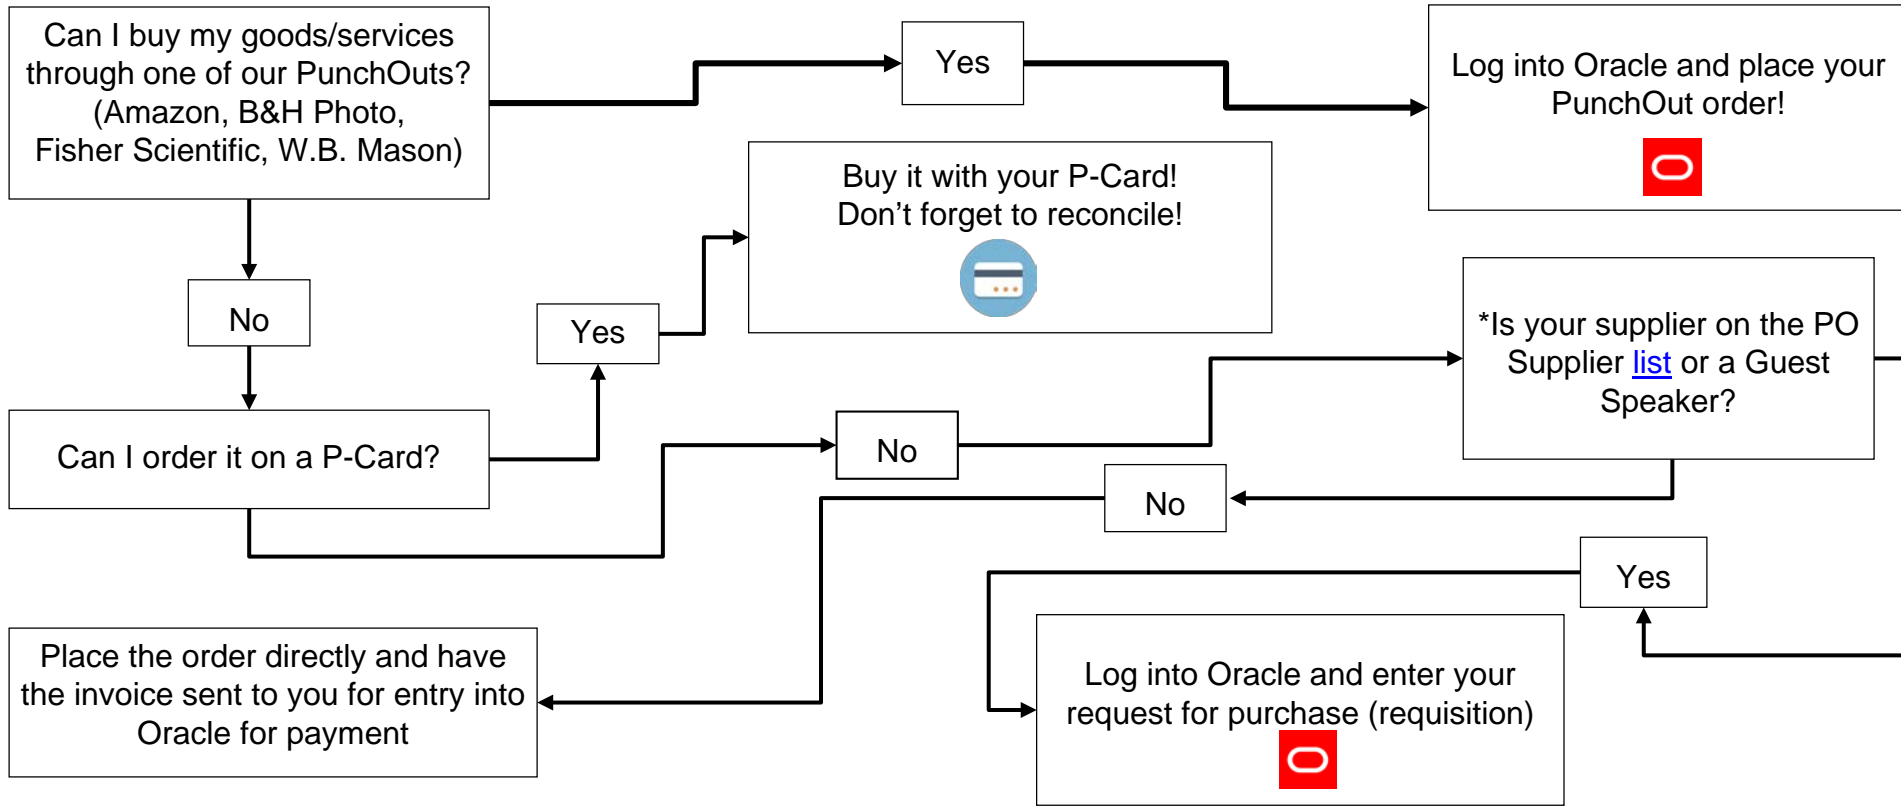 Can I buy my goods/services
through one of our PunchOuts?
(Amazon, B&H Photo,
Fisher Scientific, W.B. Mason)
Yes
Log into Oracle and place your
PunchOut order!
Buy it with your P-Card!
Don’t forget to reconcile!
No
Yes
*Is your supplier on the PO
Supplier list or a Guest
Speaker?
Can I order it on a P-Card?
No
No
Yes
Place the order directly and have
the invoice sent to you for entry into
Oracle for payment
Log into Oracle and enter your
request for purchase (requisition)